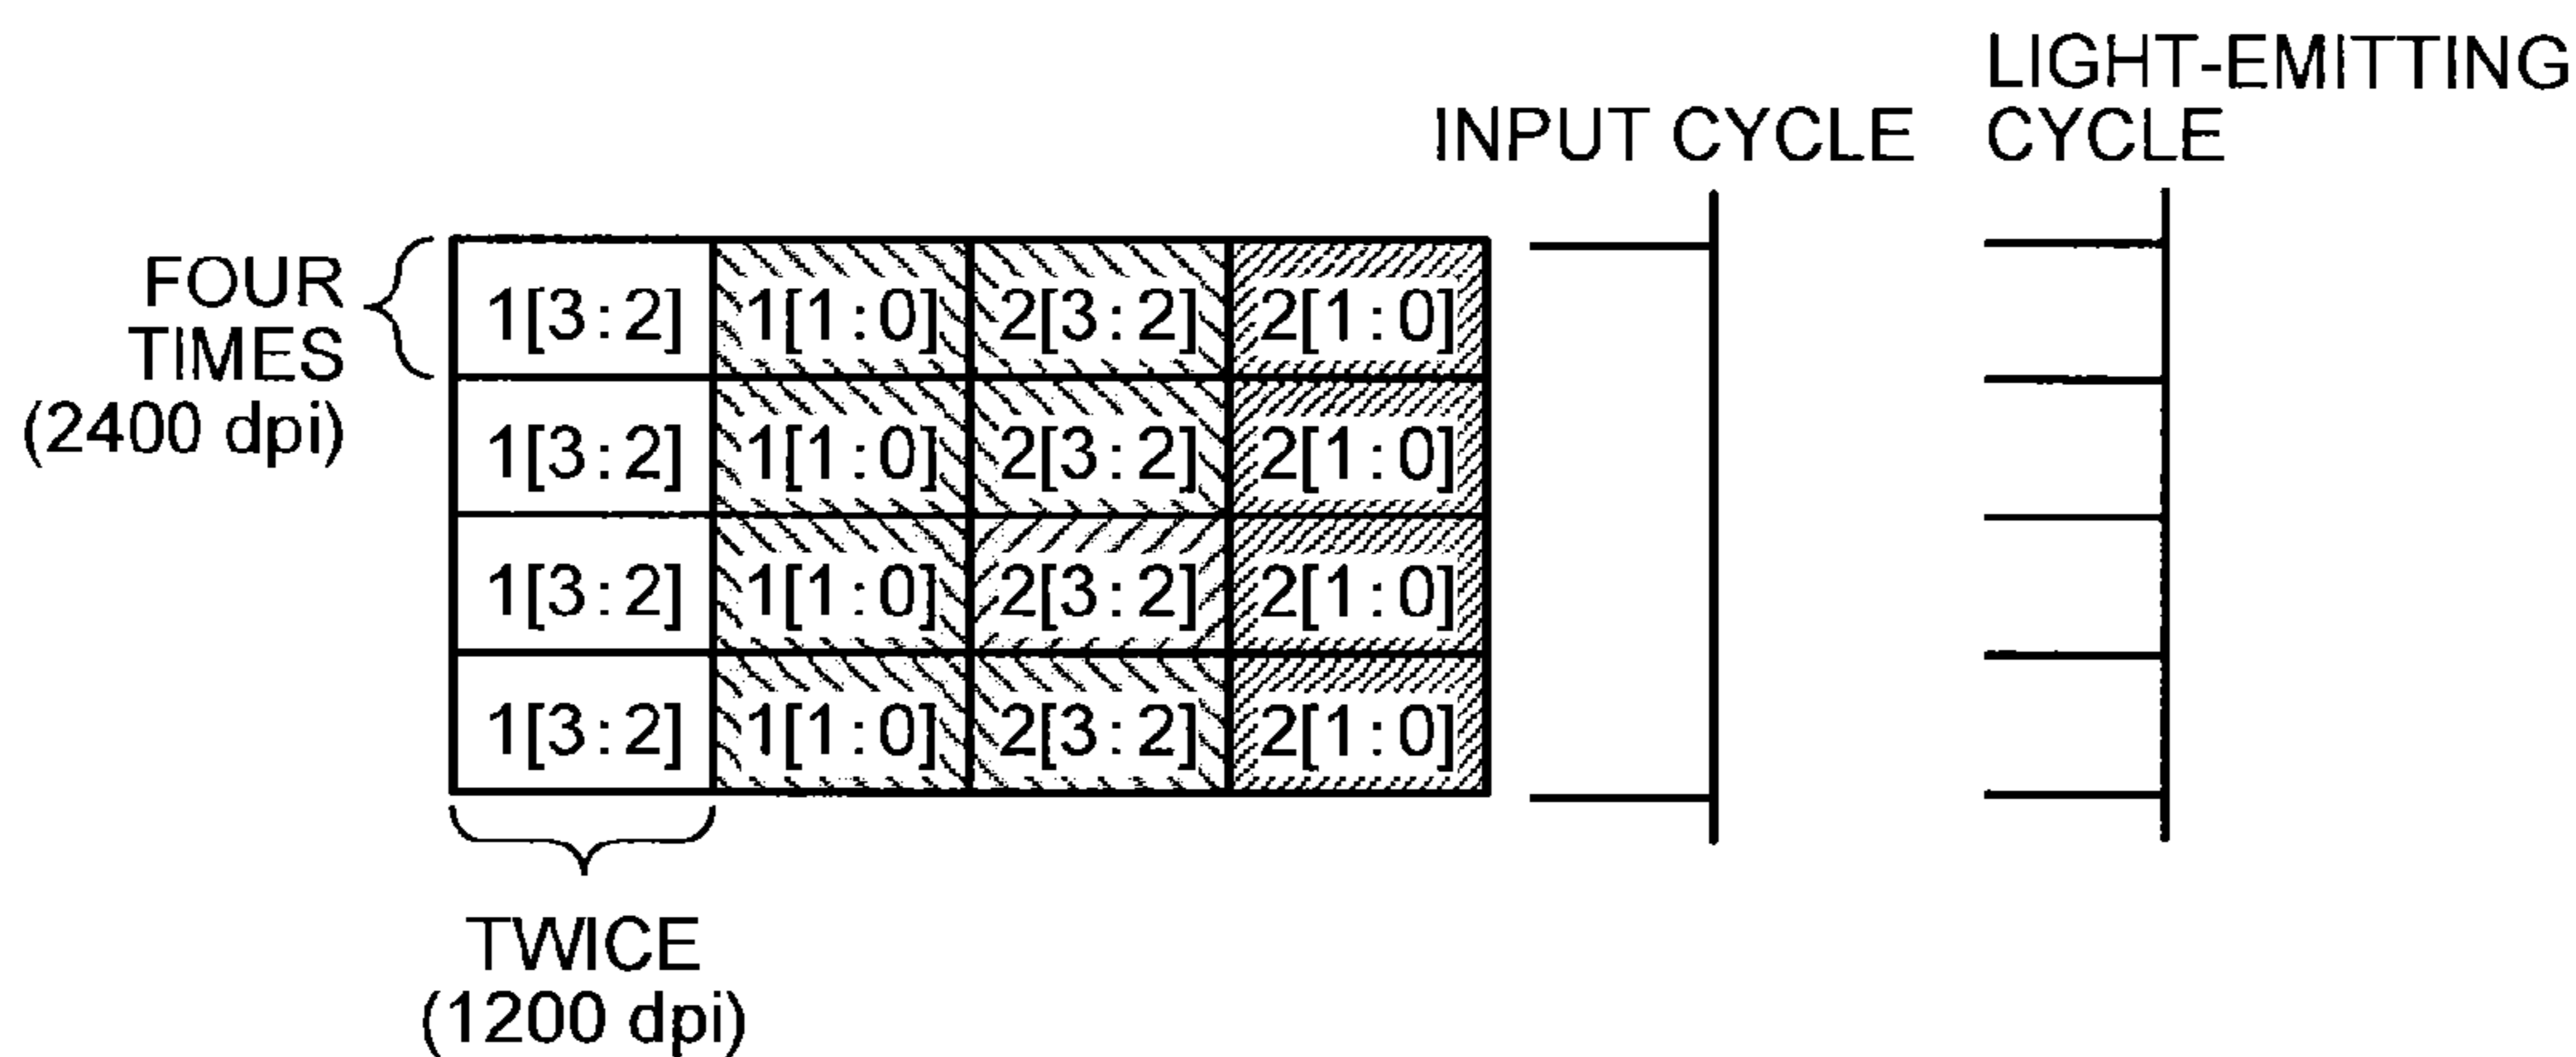 LIGHT-EMITTING
INPUT CYCLE CYCLE
FOUR
TIMES
(2400 dpi)
1[3:2] 1[1:0] 2[3:2] 2[1:0]
1[3:2] 1[1:0] 2[3:2] 2[1:0]
1[3:2] 1[1:0] 2[3:2] 2[1:0]
1[3:2] 1[1:0] 2[3:2] 2[1:0]
TWICE
(1200 dpi)